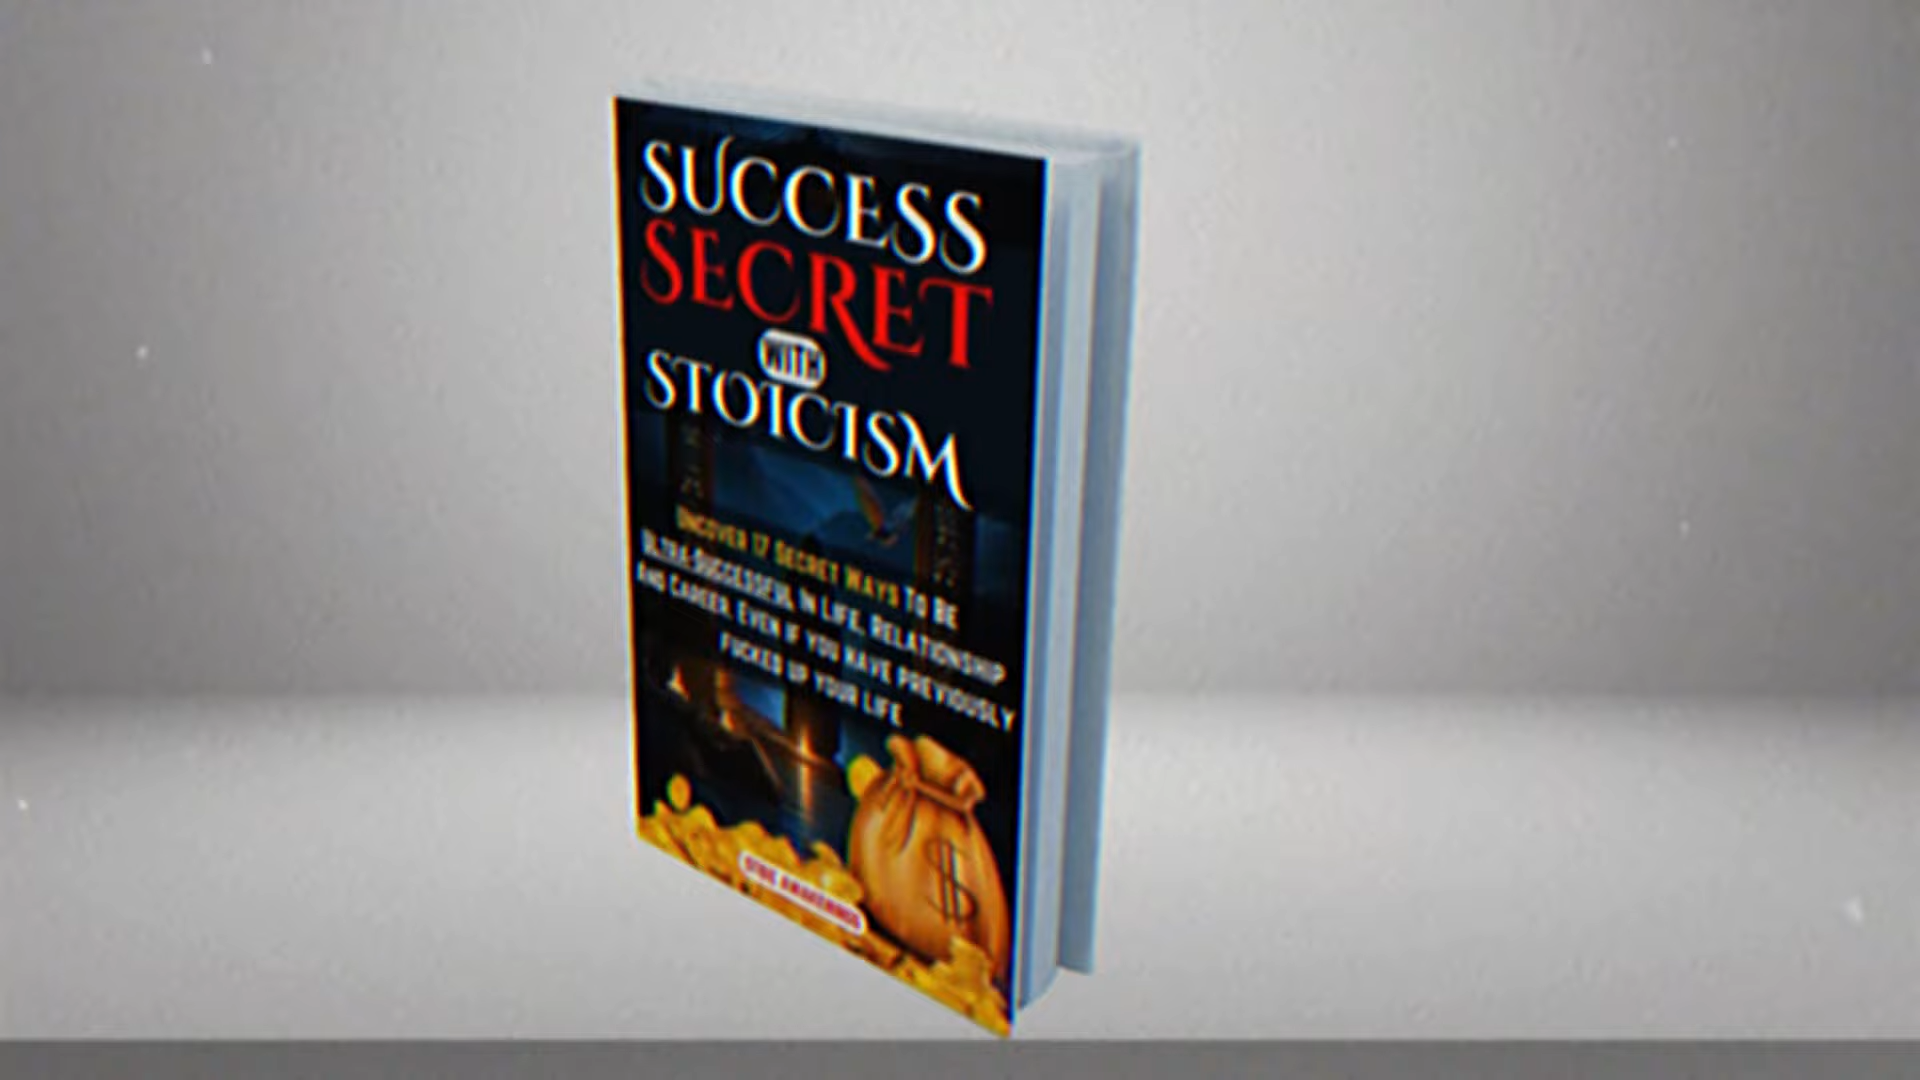 SUCCESS
SECRET
WITH
STOICISM
UNCOVER 17 SECRET WAYS TO BE
ULTRA-SUCCESSFUL IN LIFE, RELATIONSHIP
AND CAREER, EVEN IF YOU HAVE PREVIOUSLY
FUCKED UP YOUR LIFE